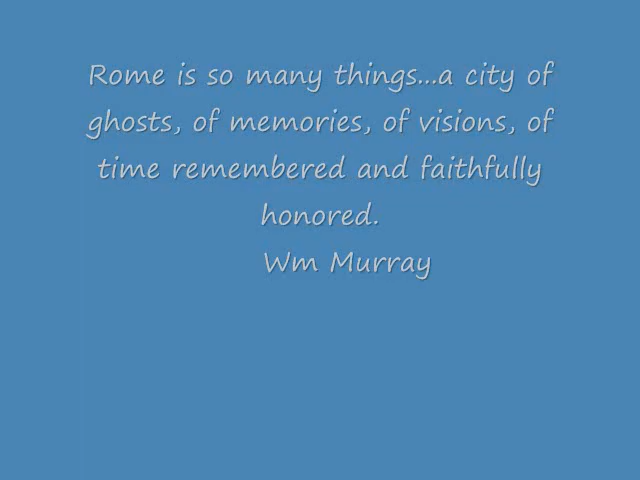 Rome is so many things...a city of
ghosts, of memories, of visions, of
time remembered and faithfully
honored.
Wm Murray